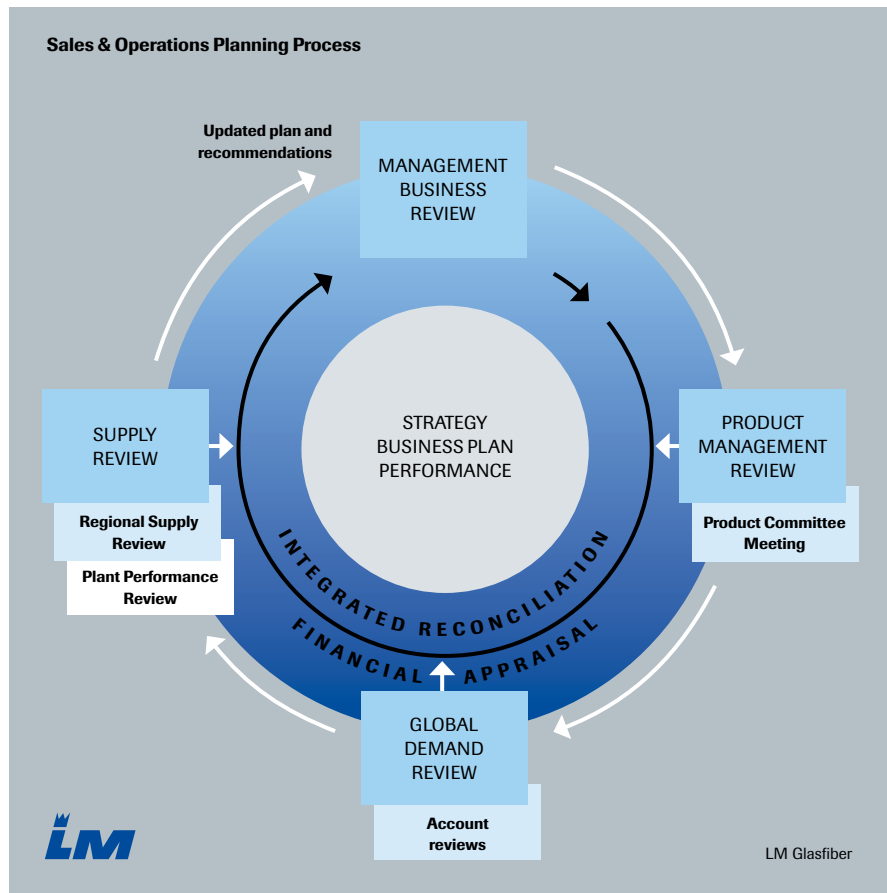 Sales & Operations Planning Process
Updated plan and
recommendations
MANAGEMENT
BUSINESS
REVIEW
SUPPLY
REVIEW
Regional Supply
Review
Plant Performance
Review
STRATEGY
BUSINESS PLAN
PERFORMANCE
PRODUCT
MANAGEMENT
REVIEW
Product Committee
Meeting
INTEGRATED RECONCILIATION
FINANCIAL APPRAISAL
GLOBAL
DEMAND
REVIEW
Account
reviews
LM
LM Glasfiber